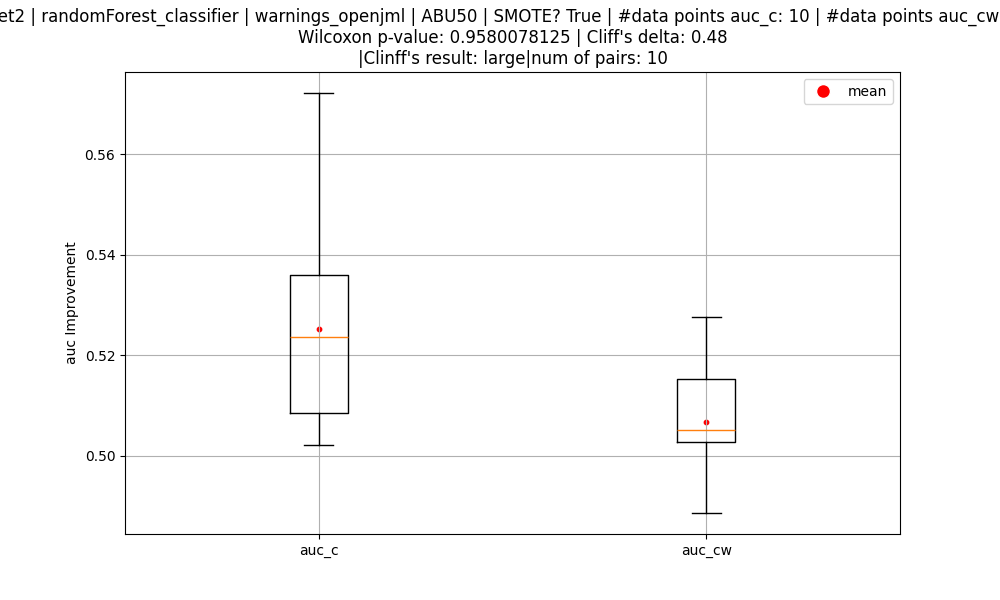 et2 | randomForest_classifier | warnings_openjml | ABU50 | SMOTE? True | #data points auc_c: 10 | #data points auc_cw
Wilcoxon p-value: 0.9580078125 | Cliff's delta: 0.48
|Clinff's result: large|num of pairs: 10
mean
0.56
0.54
0.52
0.50
auc Improvement
auc_c
auc_cw